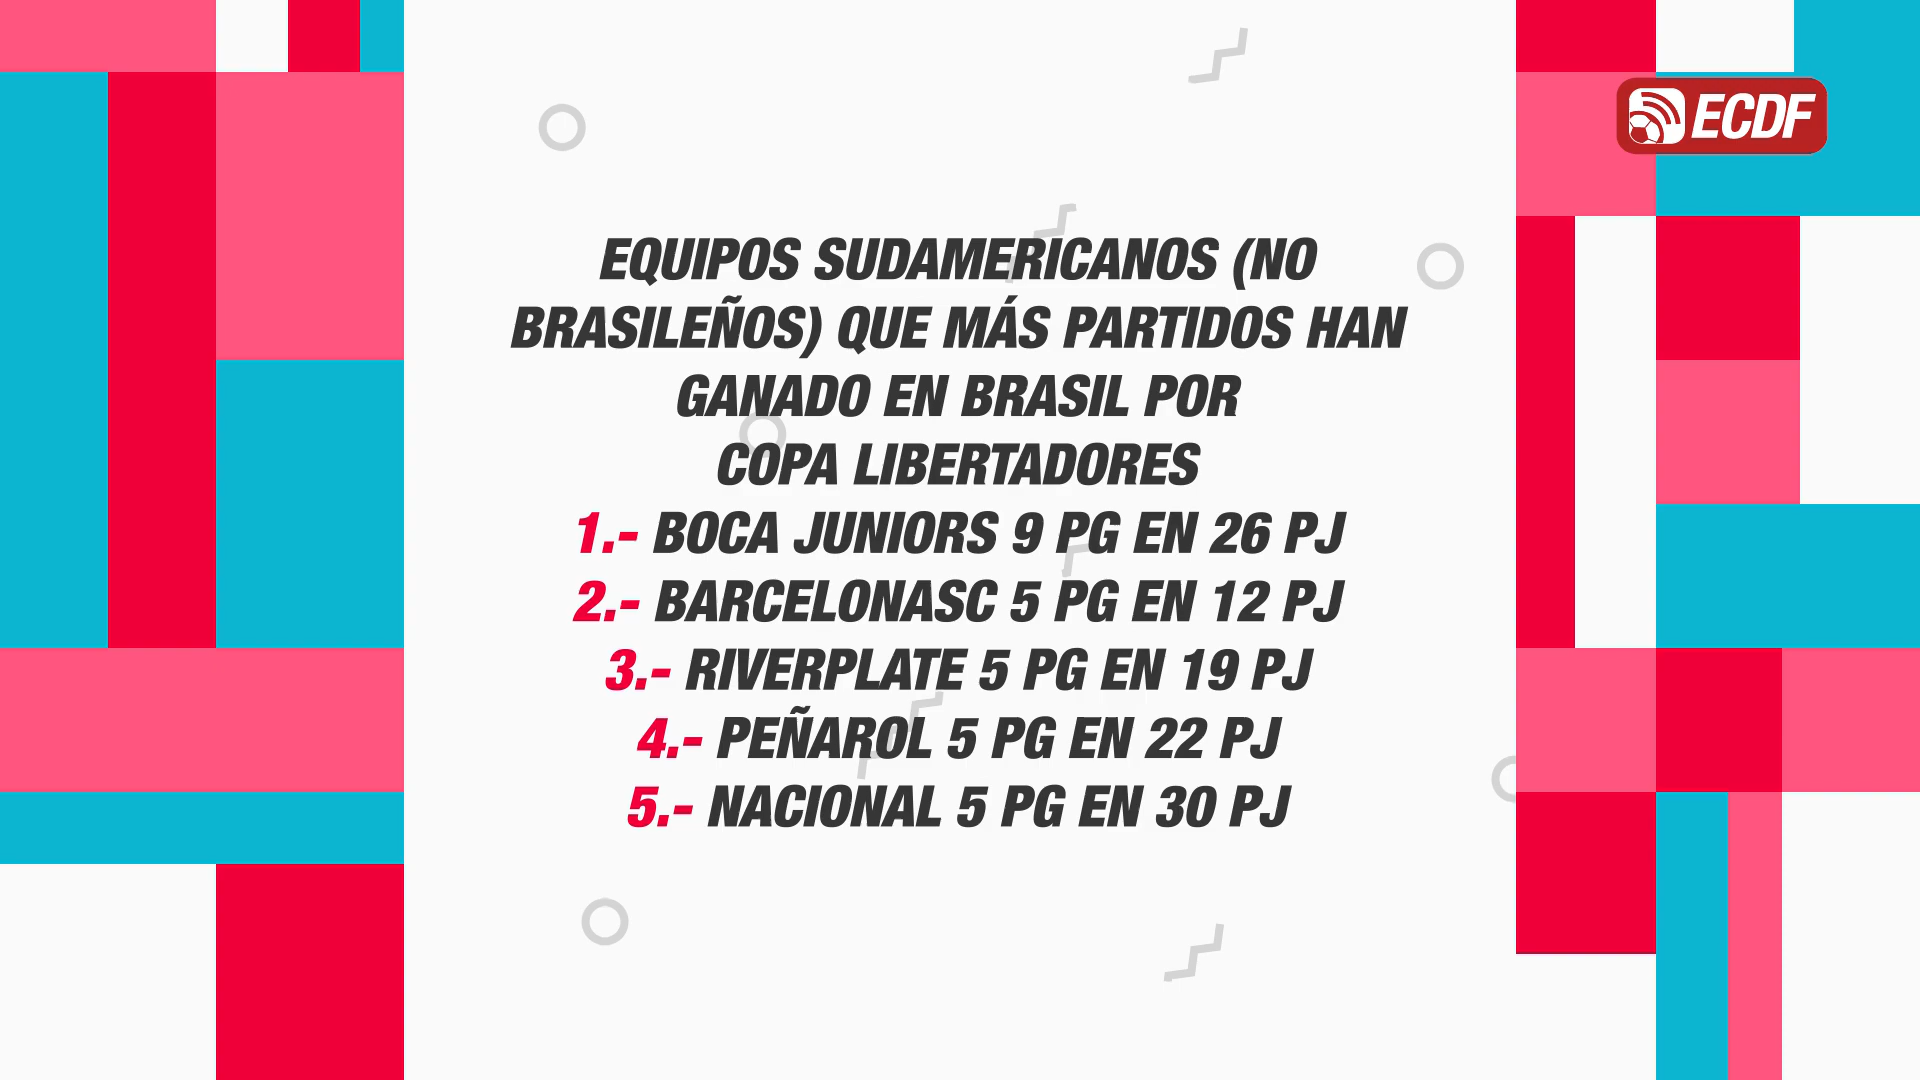 ECDF
EQUIPOS SUDAMERICANOS (NO
BRASILEÑOS) QUE MÁS PARTIDOS HAN
GANADO EN BRASIL POR
COPA LIBERTADORES
1.- BOCA JUNIORS 9 PG EN 26 PJ
2.- BARCELONASC 5 PG EN 12 PJ
3.- RIVERPLATE 5 PG EN 19 PJ
4.- PEÑAROL 5 PG EN 22 PJ
5.- NACIONAL 5 PG EN 30 PJ